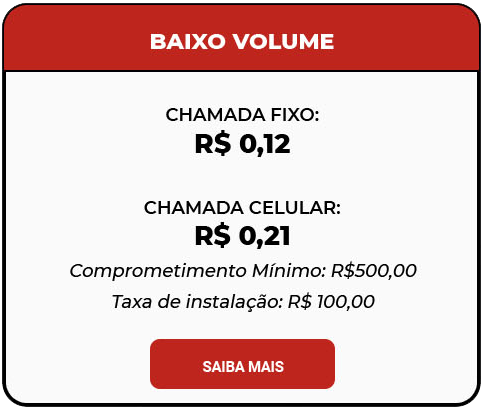 BAIXO VOLUME
CHAMADA FIXO:
R$ 0,12
CHAMADA CELULAR:
R$ 0,21
Comprometimento Mínimo: R$500,00
Taxa de instalação: R$ 100,00
SAIBA MAIS